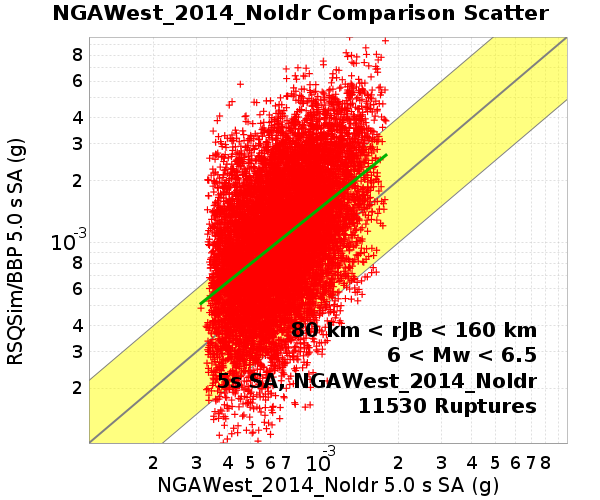 NGAWest_2014_NoIdr Comparison Scatter
RSQSim/BBP 5.0 s SA (g)
8
6
4
3
2
10-3
8
6
4
3
2
80 km < rJB < 160 km
6 < Mw < 6.5
5s SA, NGAWest_2014_NoIdr
11530 Ruptures
2 3 4 5 6 7 10-3 2 3 4 5 6 7 8
NGAWest_2014_NoIdr 5.0 s SA (g)